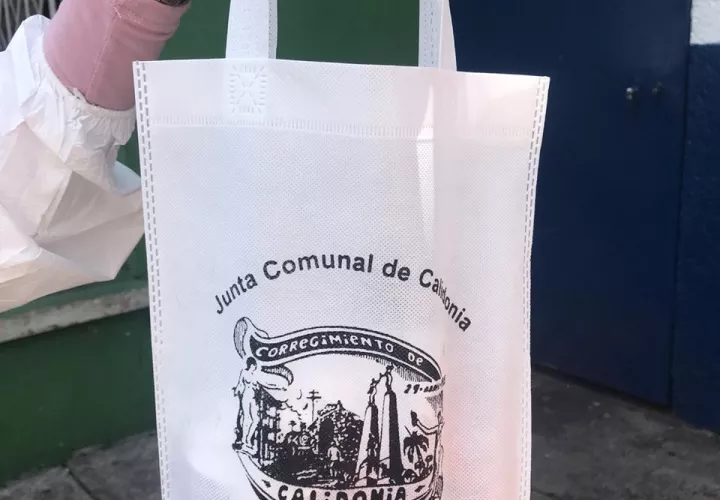 Junta Comunal de Calidonia
CORREGIMIENTO DE
CALIDONIA